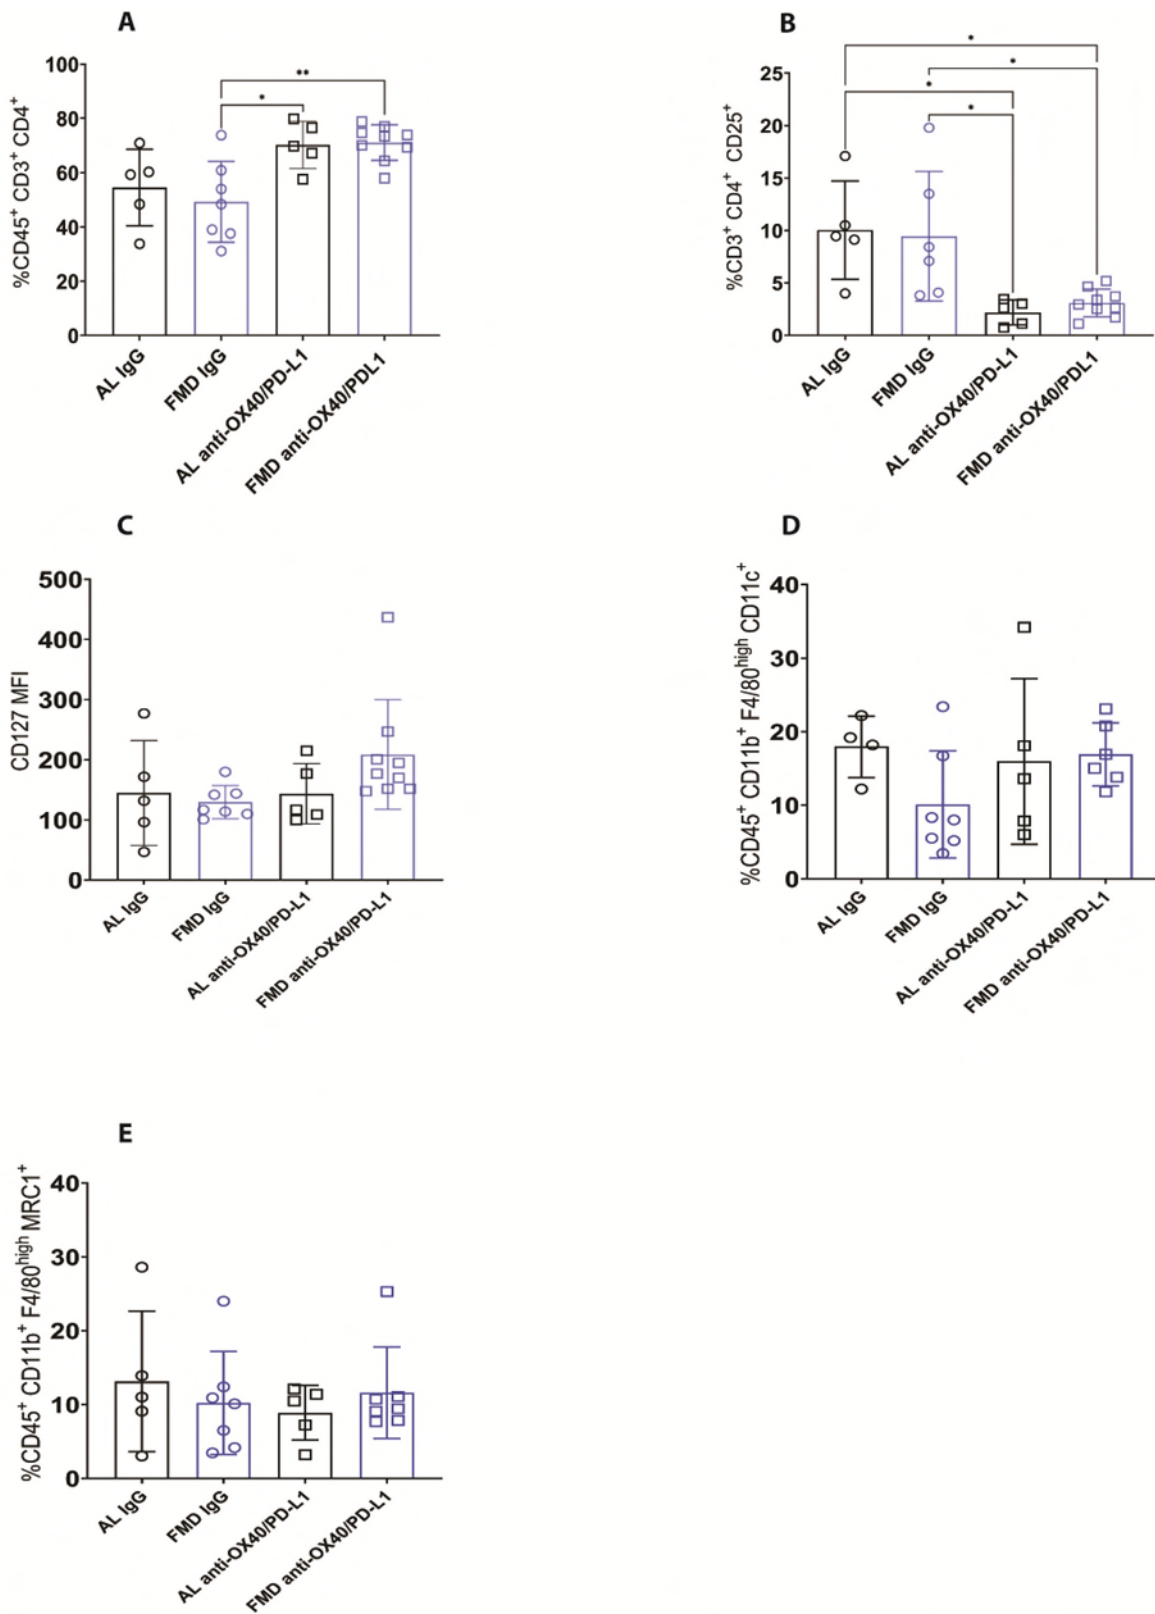 A
%CD45⁺ CD3⁺ CD4⁺
100
80
60
40
20
0
**
*
AL IgG
FMD IgG
AL anti-OX40/PD-L1
FMD anti-OX40/PDL1
B
%CD3⁺ CD4⁺ CD25⁺
25
20
15
10
5
0
*
*
*
*
AL IgG
FMD IgG
AL anti-OX40/PD-L1
FMD anti-OX40/PDL1
C
CD127 MFI
500
400
300
200
100
0
AL IgG
FMD IgG
AL anti-OX40/PD-L1
FMD anti-OX40/PD-L1
D
%CD45⁺ CD11b⁺ F4/80ʰⁱᵍʰ CD11c⁺
40
30
20
10
0
AL IgG
FMD IgG
AL anti-OX40/PD-L1
FMD anti-OX40/PD-L1
E
%CD45⁺ CD11b⁺ F4/80ʰⁱᵍʰ MRC1⁺
40
30
20
10
0
AL IgG
FMD IgG
AL anti-OX40/PD-L1
FMD anti-OX40/PD-L1